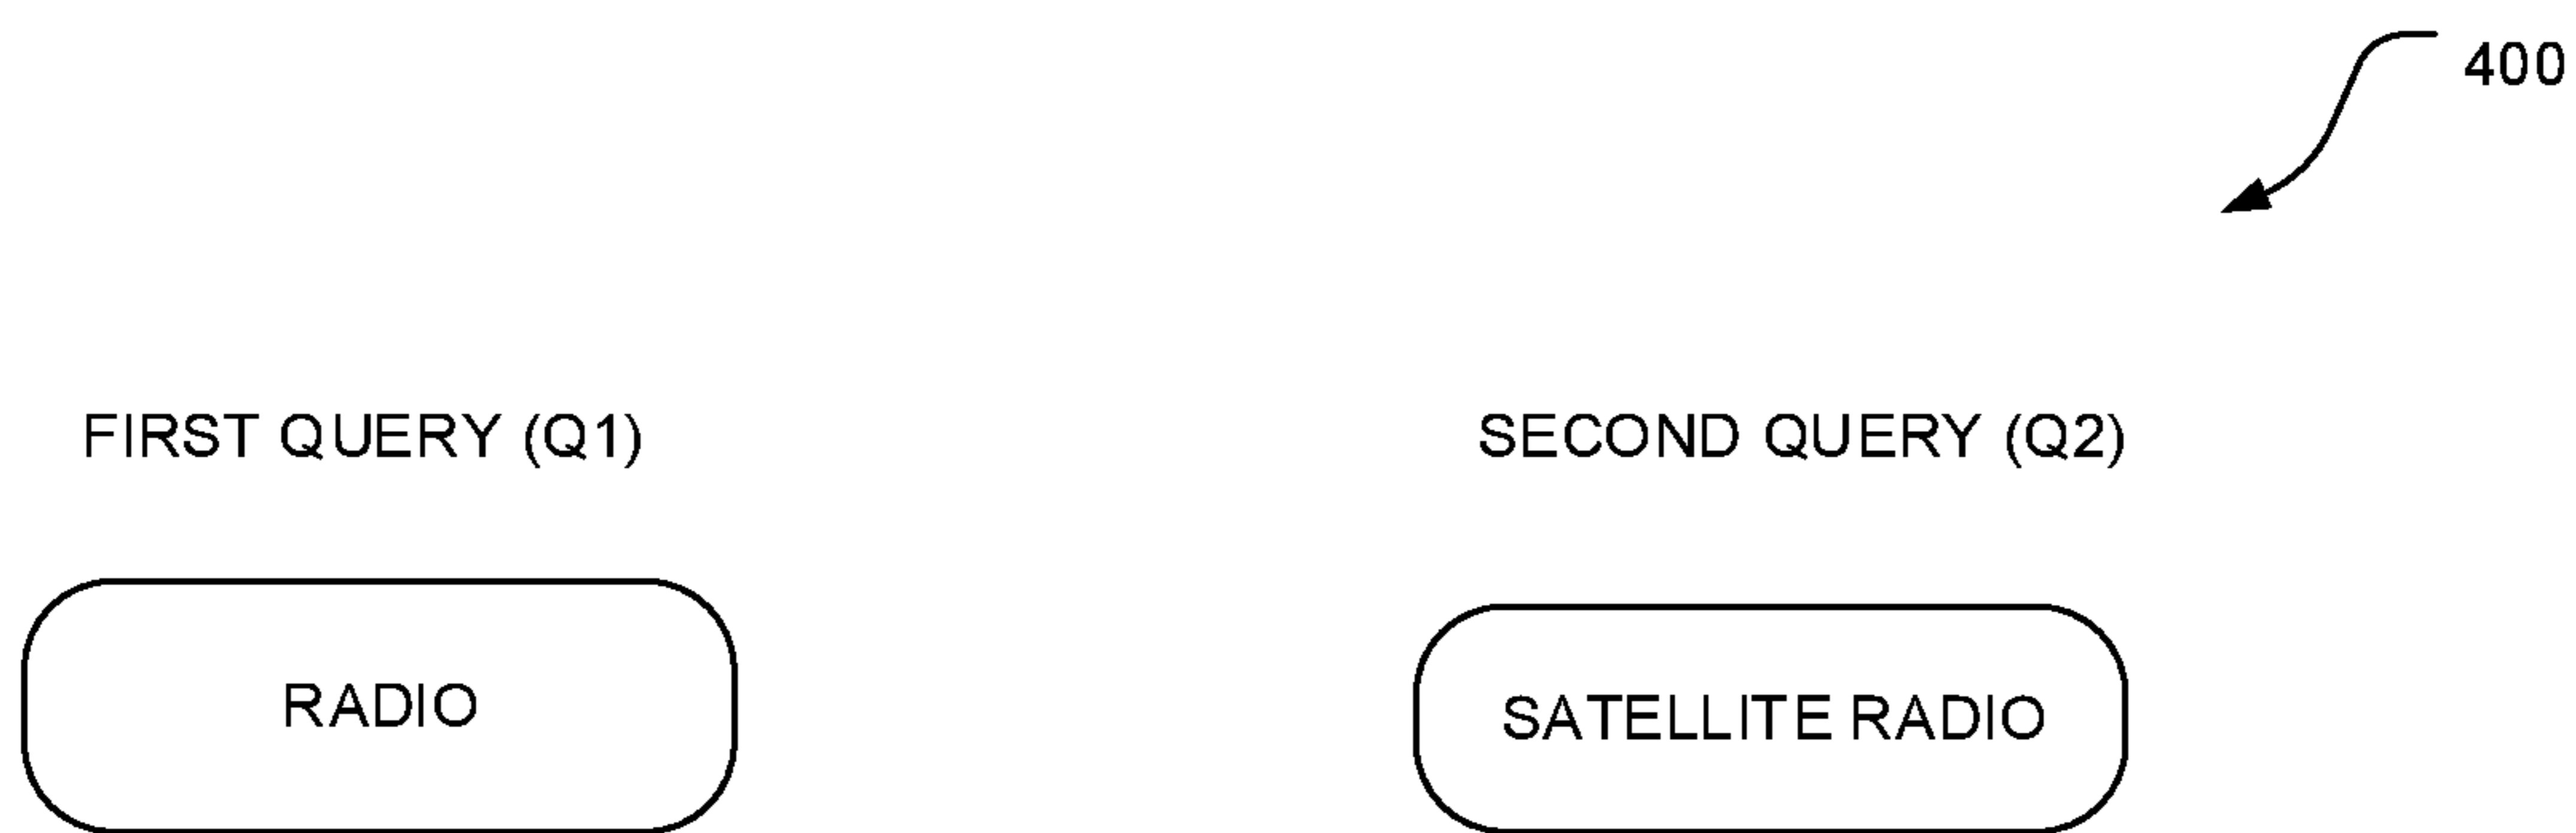 400
FIRST QUERY (Q1)
SECOND QUERY (Q2)
RADIO
SATELLITE RADIO